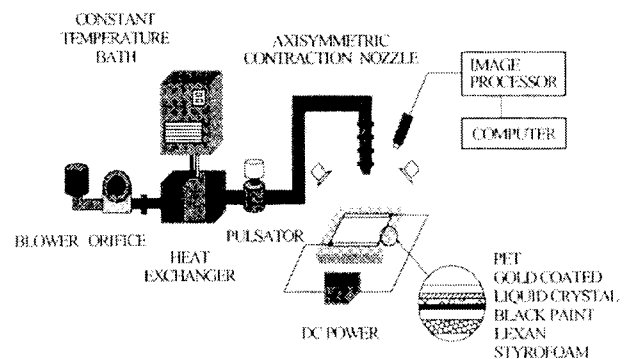 CONSTANT
TEMPERATURE
BATH
AXISYMMETRIC
CONTRACTION NOZZLE
IMAGE
PROCESSOR
COMPUTER
BLOWER ORIFICE
HEAT
EXCHANGER
PULSATOR
DC POWER
PET
GOLD COATED
LIQUID CRYSTAL
BLACK PAINT
LEXAN
STYROFOAM